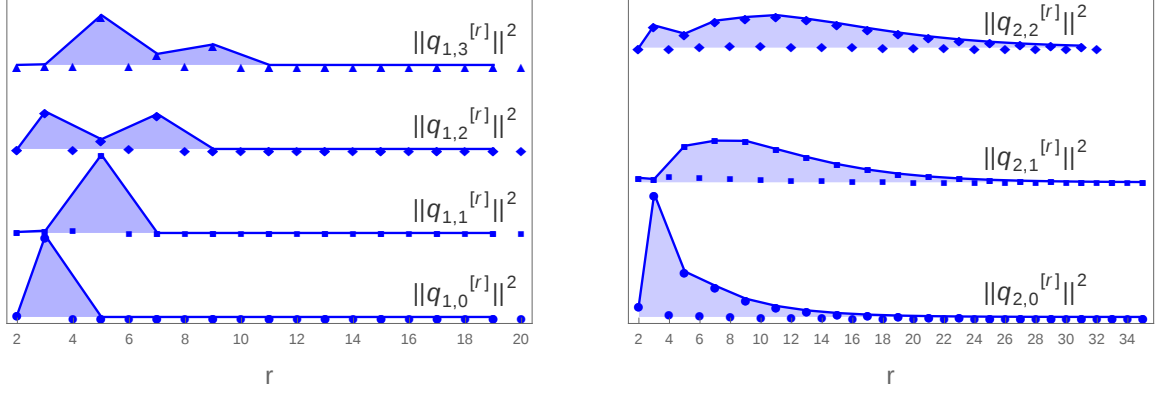 ||q₁,₃^[r]||²
||q₁,₂^[r]||²
||q₁,₁^[r]||²
||q₁,₀^[r]||²
2 4 6 8 10 12 14 16 18 20
r
||q₂,₂^[r]||²
||q₂,₁^[r]||²
||q₂,₀^[r]||²
2 4 6 8 10 12 14 16 18 20 22 24 26 28 30 32 34
r